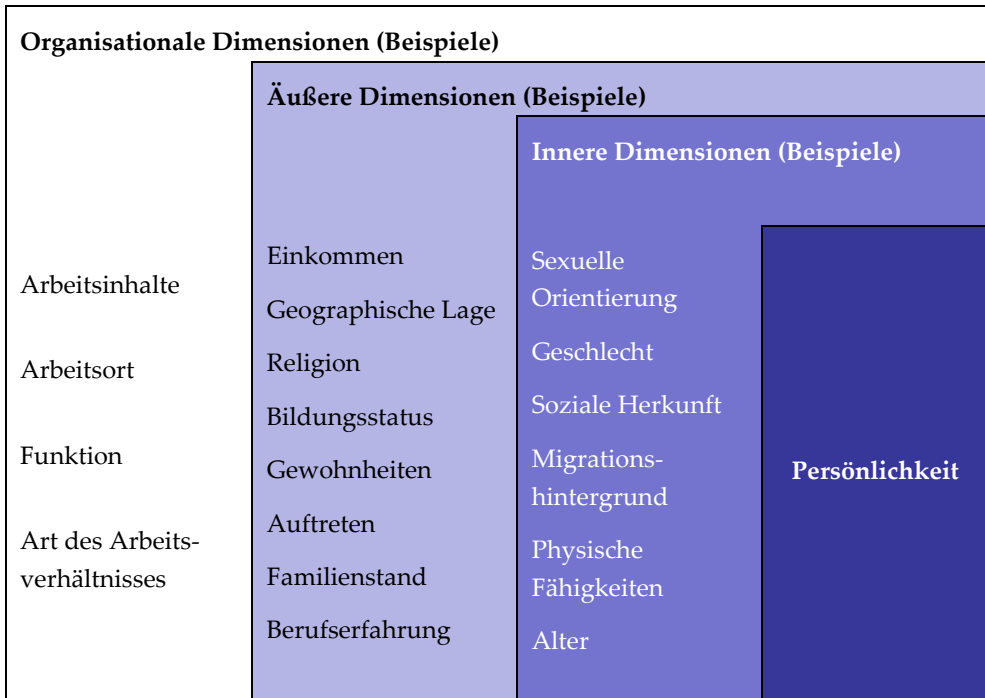 Organisationale Dimensionen (Beispiele)
Arbeitsinhalte
Arbeitsort
Funktion
Art des Arbeits-
verhältnisses
Äußere Dimensionen (Beispiele)
Einkommen
Geographische Lage
Religion
Bildungsstatus
Gewohnheiten
Auftreten
Familienstand
Berufserfahrung
Innere Dimensionen (Beispiele)
Sexuelle
Orientierung
Geschlecht
Soziale Herkunft
Migrations-
hintergrund
Physische
Fähigkeiten
Alter
Persönlichkeit